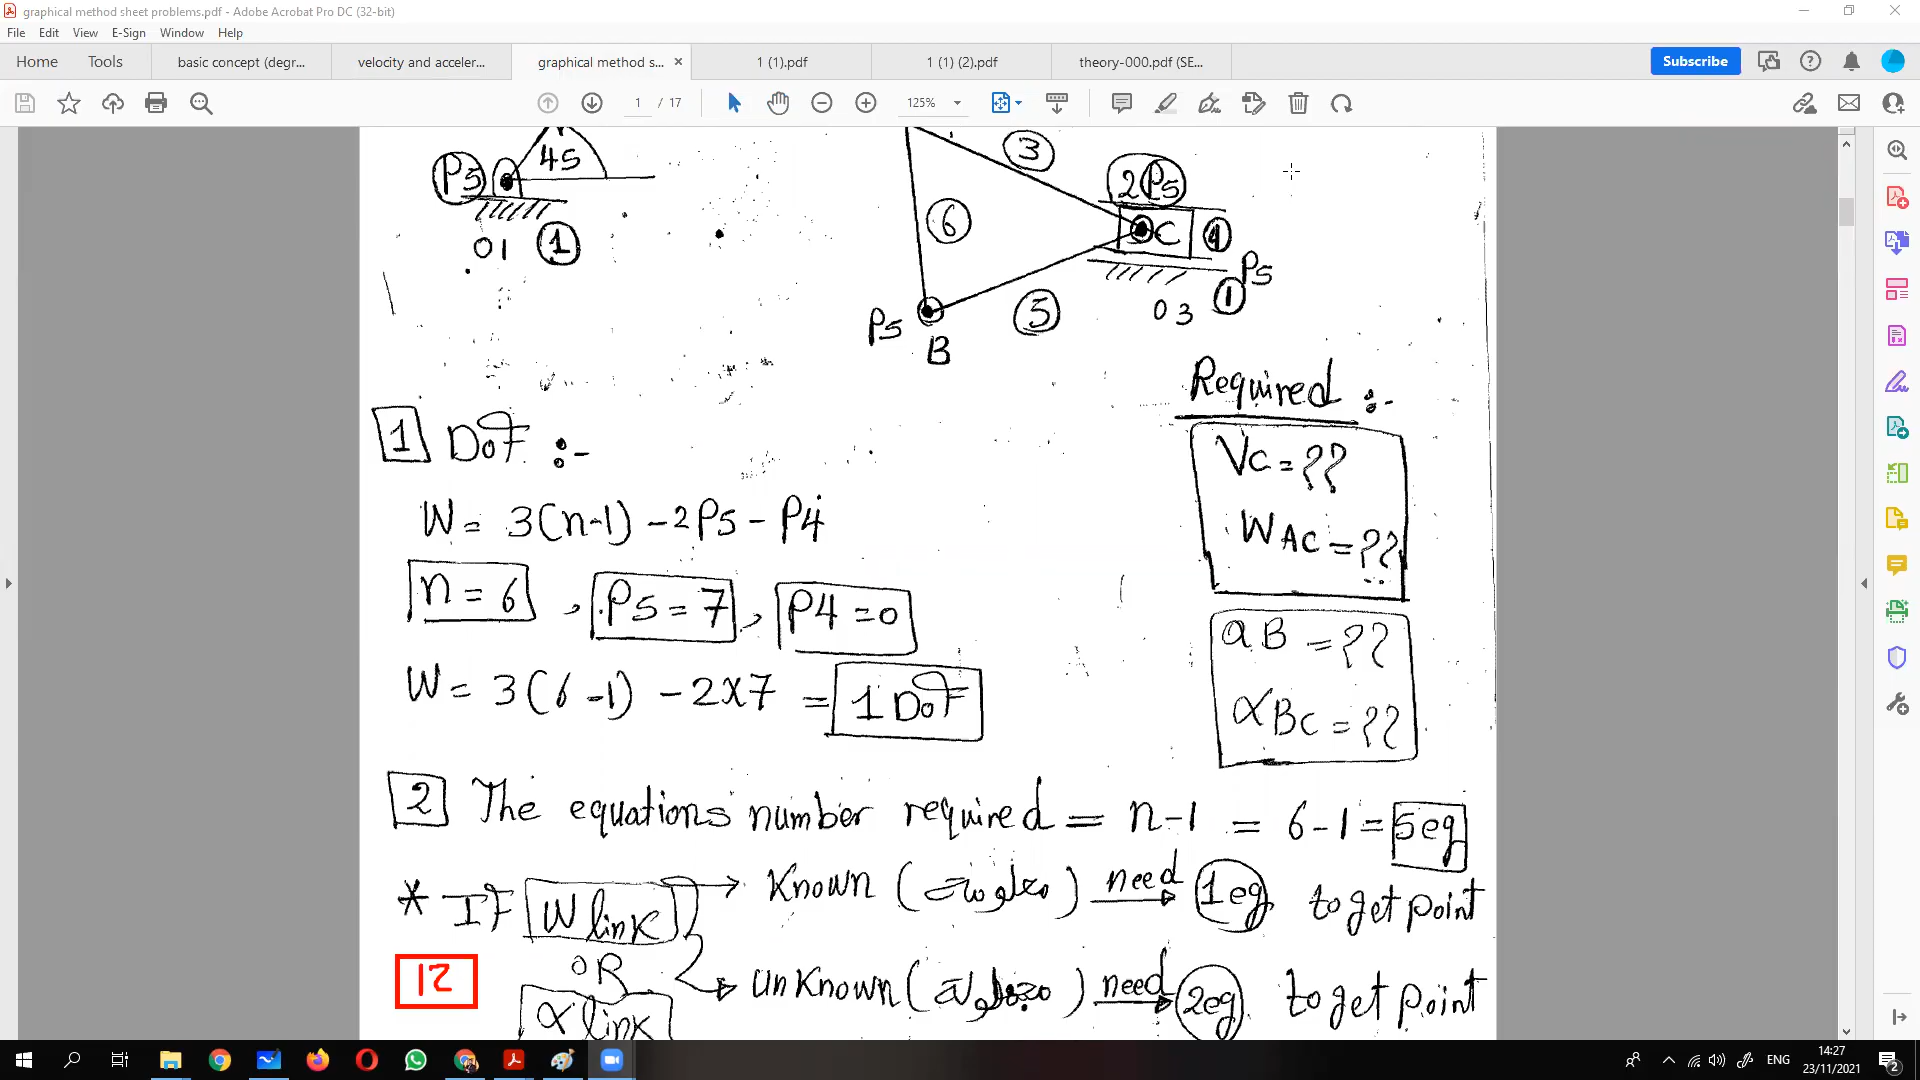 graphical method sheet problems.pdf - Adobe Acrobat Pro DC (32-bit)
File Edit View E-Sign Window Help
Home Tools basic concept (degr... velocity and acceler... graphical method s... × 1 (1).pdf 1 (1) (2).pdf theory-000.pdf (SE... Subscribe
1 / 17 125%
P5 45
01 1
3
2P5
6
C 4
P5
1
03
5
P5
B
Required :-
VC = ??
WAC = ??
aB = ??
αBC = ??
1 DoF :-
W = 3(n-1) - 2P5 - P4
n = 6 , P5 = 7 , P4 = 0
W = 3(6-1) - 2x7 = 1 DoF
2 The equations number required = n-1 = 6-1 = 5eq
* IF W link Known ( معلومة ) need 1eq to get point
OR
12
α link
unKnown ( ) need 2eq to get point
ENG
14:27
23/11/2021
2